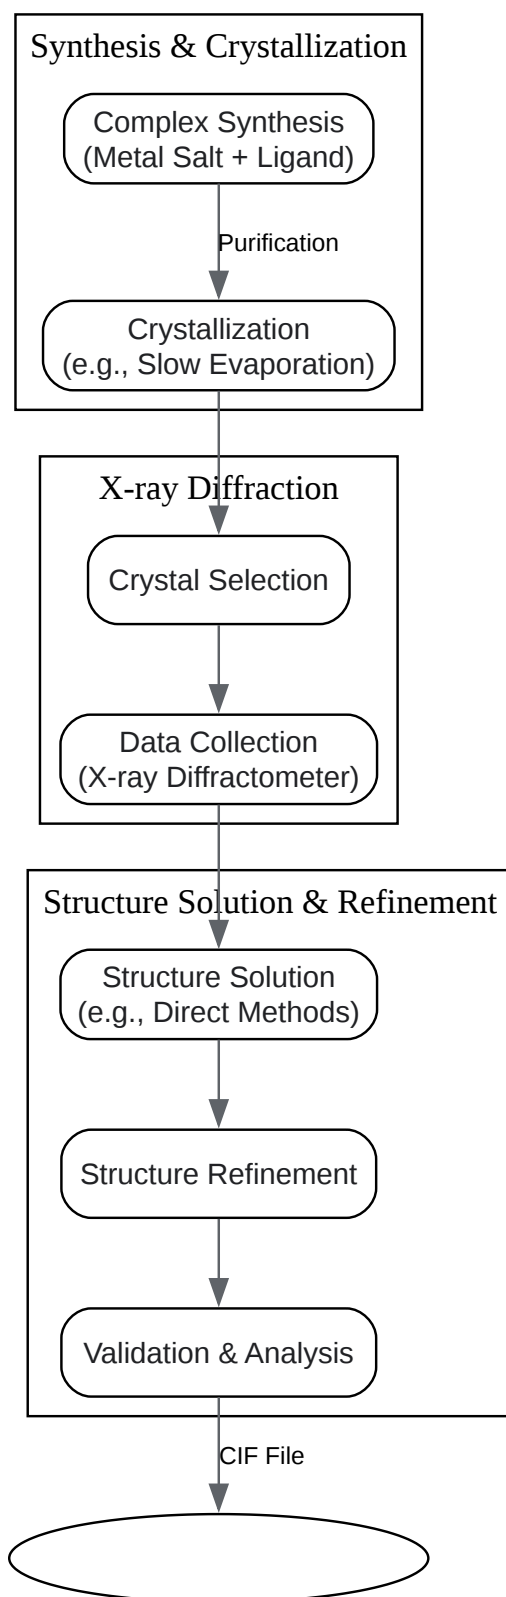 Synthesis & Crystallization
Complex Synthesis
(Metal Salt + Ligand)
Purification
Crystallization
(e.g., Slow Evaporation)
X-ray Diffraction
Crystal Selection
Data Collection
(X-ray Diffractometer)
Structure Solution & Refinement
Structure Solution
(e.g., Direct Methods)
Structure Refinement
Validation & Analysis
CIF File